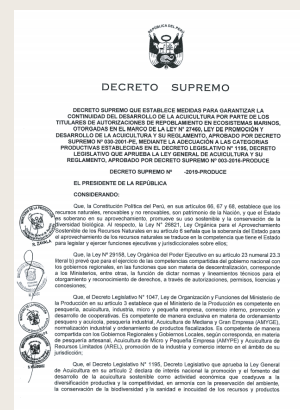 REPÚBLICA DEL PERÚ
DECRETO SUPREMO
DECRETO SUPREMO QUE ESTABLECE MEDIDAS PARA GARANTIZAR LA
CONTINUIDAD DEL DESARROLLO DE LA ACUICULTURA POR PARTE DE LOS
TITULARES DE AUTORIZACIONES DE REPOBLAMIENTO EN ECOSISTEMAS MARINOS,
OTORGADAS EN EL MARCO DE LA LEY N° 27460, LEY DE PROMOCIÓN Y
DESARROLLO DE LA ACUICULTURA Y SU REGLAMENTO, APROBADO POR DECRETO
SUPREMO N° 030-2001-PE, MEDIANTE LA ADECUACIÓN A LAS CATEGORIAS
PRODUCTIVAS ESTABLECIDAS EN EL DECRETO LEGISLATIVO N° 1195, DECRETO
LEGISLATIVO QUE APRUEBA LA LEY GENERAL DE ACUICULTURA Y SU
REGLAMENTO, APROBADO POR DECRETO SUPREMO N° 003-2016-PRODUCE
DECRETO SUPREMO N° -2019-PRODUCE
EL PRESIDENTE DE LA REPÚBLICA
CONSIDERANDO:
Que, la Constitución Política del Perú, en sus artículos 66, 67 y 68, establece que los
recursos naturales, renovables y no renovables, son patrimonio de la Nación, y que el Estado
es soberano en su aprovechamiento, promueve su uso sostenible y la conservación de la
diversidad biológica. Al respecto, la Ley N° 26821, Ley Orgánica para el Aprovechamiento
Sostenible de los Recursos Naturales en su artículo 6 señala que la soberanía del Estado para
el aprovechamiento de los recursos naturales se traduce en la competencia que tiene el Estado
para legislar y ejercer funciones ejecutivas y jurisdiccionales sobre ellos;
Que, la Ley N° 29158, Ley Orgánica del Poder Ejecutivo en su artículo 23 numeral 23.3
literal b) prevé que para el ejercicio de las competencias compartidas del gobierno nacional con
los gobiernos regionales, en las funciones que son materia de descentralización, corresponde
a los Ministerios, entre otras, la función de dictar normas y lineamientos técnicos para el
otorgamiento y reconocimiento de derechos, a través de autorizaciones, permisos, licencias y
concesiones,
Que, el Decreto Legislativo N° 1047, Ley de Organización y Funciones del Ministerio de
la Producción en su artículo 3 establece que el Ministerio de la Producción es competente en
pesquería, acuicultura, industria, micro y pequeña empresa, comercio interno, promoción y
desarrollo de cooperativas. Es competente de manera exclusiva en materia de ordenamiento
pesquero y acuícola, pesquería industrial, Acuicultura de Mediana y Gran Empresa (AMYGE),
normalización industrial y ordenamiento de productos fiscalizados. Es competente de manera
compartida con los Gobiernos Regionales y Gobiernos Locales, según corresponda, en materia
de pesquería artesanal, Acuicultura de Micro y Pequeña Empresa (AMYPE) y Acuicultura de
Recursos Limitados (AREL), promoción de la industria y comercio interno en el ámbito de su
jurisdicción.
Que, el Decreto Legislativo N° 1195, Decreto Legislativo que aprueba la Ley General
de Acuicultura en su artículo 2 declara de interés nacional la promoción y el fomento del
desarrollo de la acuicultura sostenible como actividad económica que coadyuve a la
diversificación productiva y la competitividad, en armonía con la preservación del ambiente,
la conservación de la biodiversidad y la sanidad e inocuidad de los recursos y productos